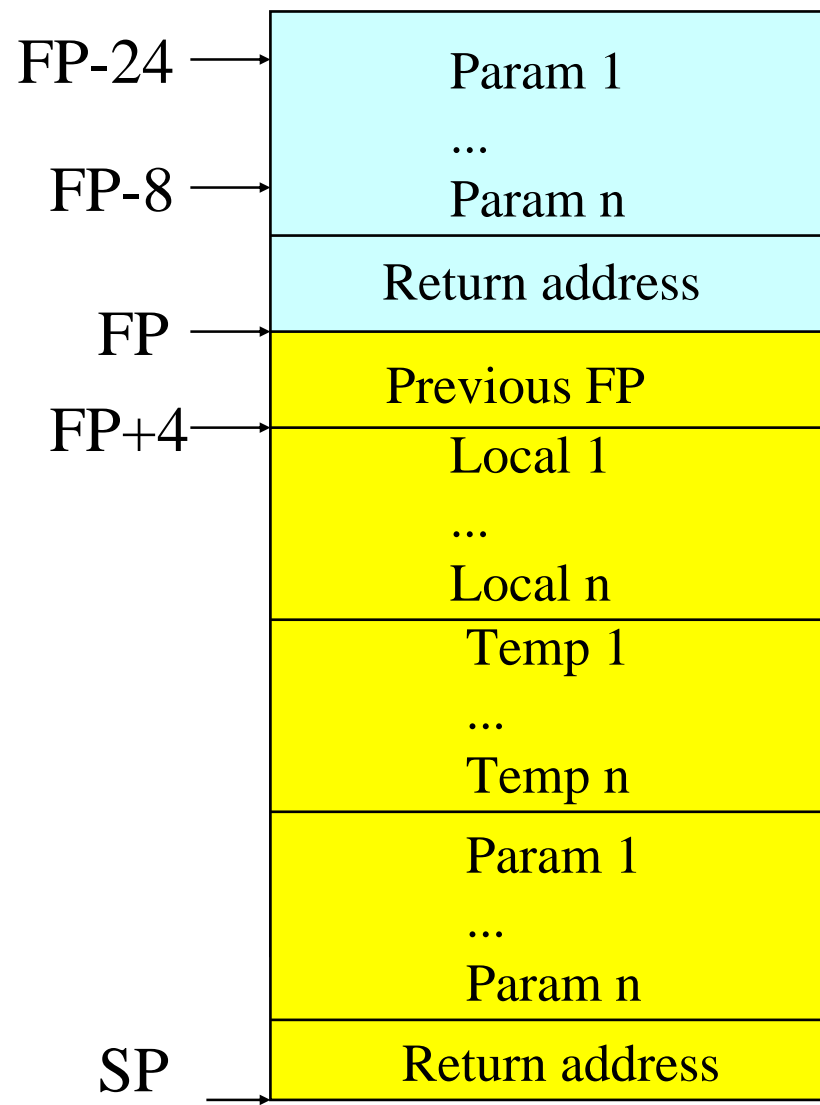 FP-24
Param 1
...
FP-8
Param n
Return address
FP
Previous FP
FP+4
Local 1
...
Local n
Temp 1
...
Temp n
Param 1
...
Param n
SP
Return address